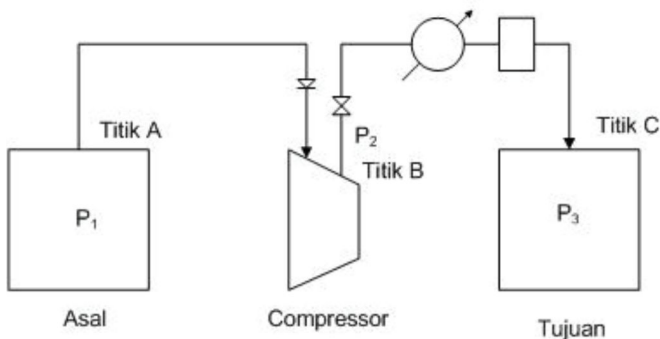 Titik A
P₁
Asal
P₂
Titik B
Compressor
Titik C
P₃
Tujuan